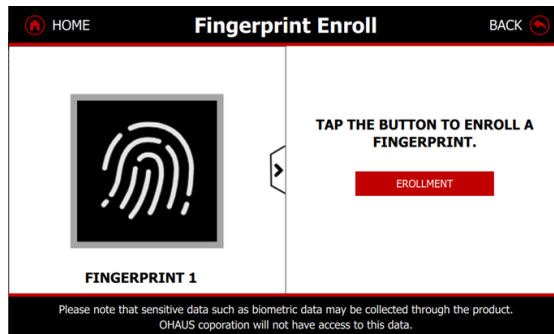 HOME
Fingerprint Enroll
BACK
TAP THE BUTTON TO ENROLL A
FINGERPRINT.
EROLLMENT
FINGERPRINT 1
Please note that sensitive data such as biometric data may be collected through the product.
OHAUS coporation will not have access to this data.